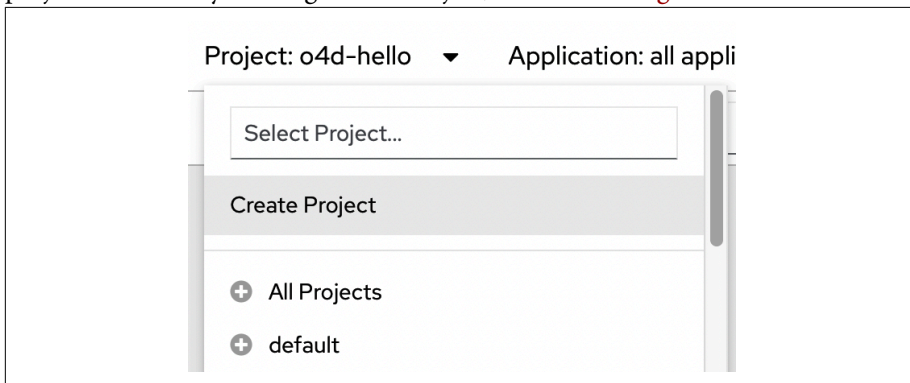 Project: o4d-hello Application: all appli
Select Project...
Create Project
All Projects
default